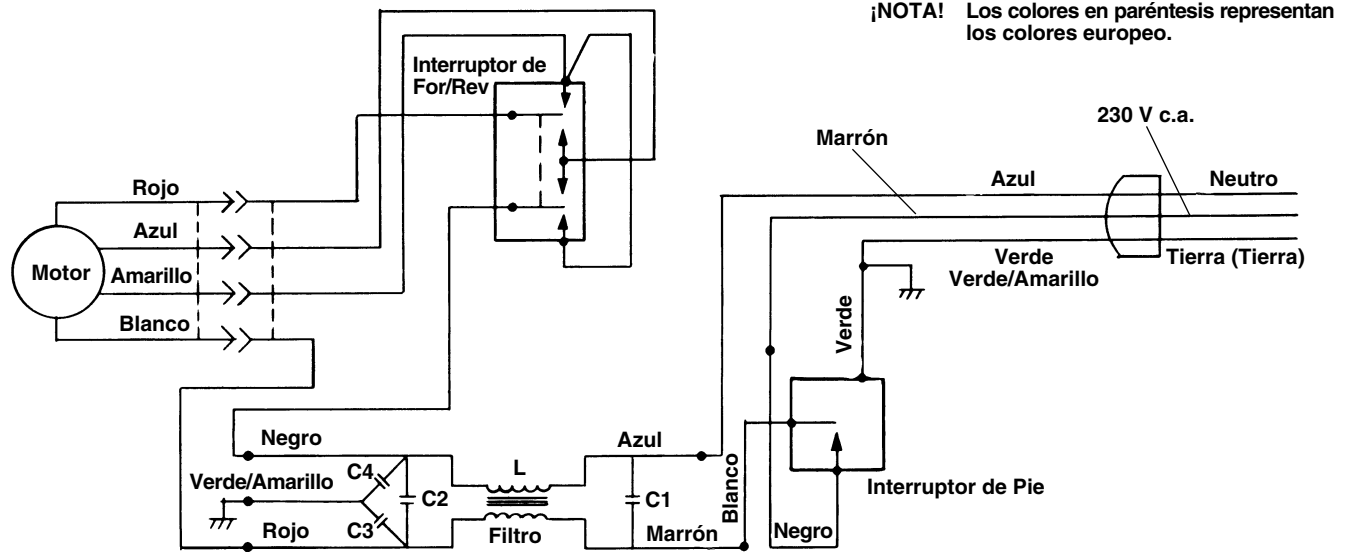 ¡NOTA! Los colores en paréntesis representan
los colores europeo.
Interruptor de
For/Rev
230 V c.a.
Marrón
Rojo
Azul
Neutro
Azul
Motor
Amarillo
Verde
Verde/Amarillo
Tierra (Tierra)
Blanco
Verde
Negro
Azul
L
C4
Verde/Amarillo
C2
C1
Blanco
Interruptor de Pie
C3
Rojo
Filtro
Marrón
Negro